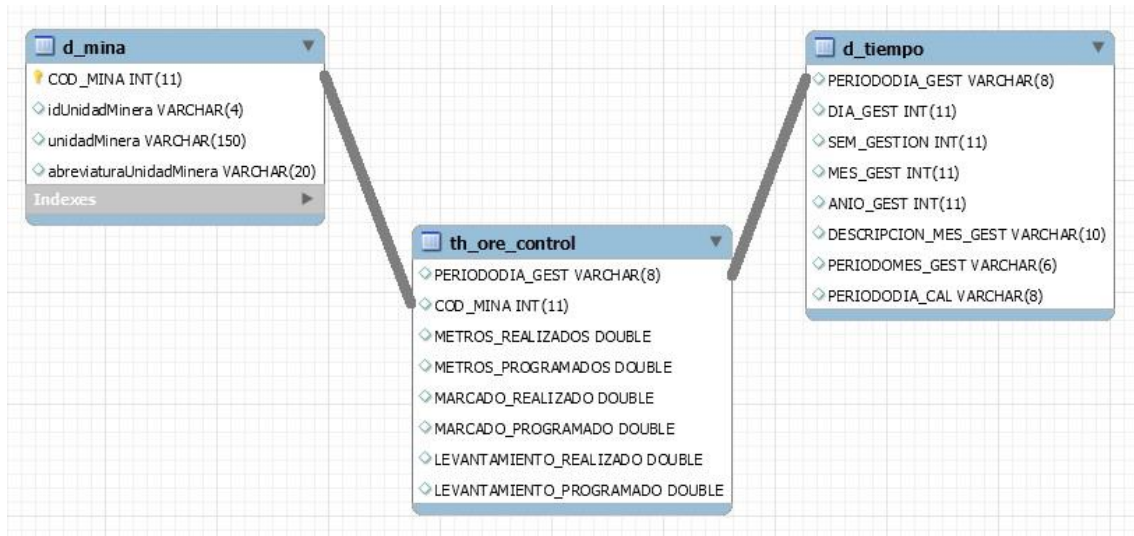 d_mina
COD_MINA INT(11)
idUnidadMinera VARCHAR(4)
unidadMinera VARCHAR(150)
abreviaturaUnidadMinera VARCHAR(20)
Indexes
th_ore_control
PERIODODIA_GEST VARCHAR(8)
COD_MINA INT(11)
METROS_REALIZADOS DOUBLE
METROS_PROGRAMADOS DOUBLE
MARCADO_REALIZADO DOUBLE
MARCADO_PROGRAMADO DOUBLE
LEVANTAMIENTO_REALIZADO DOUBLE
LEVANTAMIENTO_PROGRAMADO DOUBLE
d_tiempo
PERIODODIA_GEST VARCHAR(8)
DIA_GEST INT(11)
SEM_GESTION INT(11)
MES_GEST INT(11)
ANIO_GEST INT(11)
DESCRIPCION_MES_GEST VARCHAR(10)
PERIODOMES_GEST VARCHAR(6)
PERIODODIA_CAL VARCHAR(8)